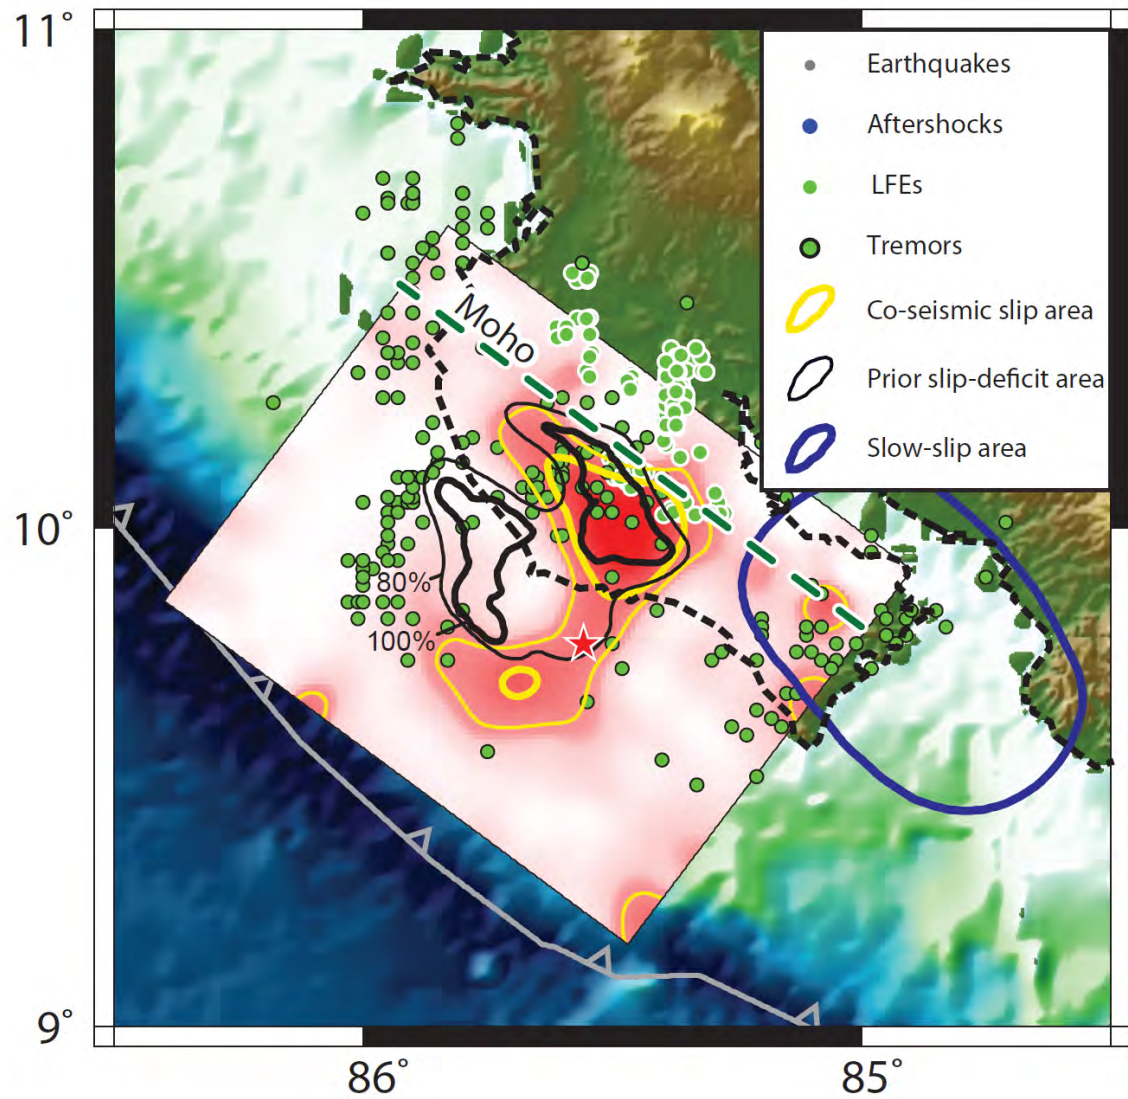 11°
Earthquakes
Aftershocks
LFEs
Tremors
Co-seismic slip area
Prior slip-deficit area
Slow-slip area
Moho
10°
80%
100%
9°
86°
85°